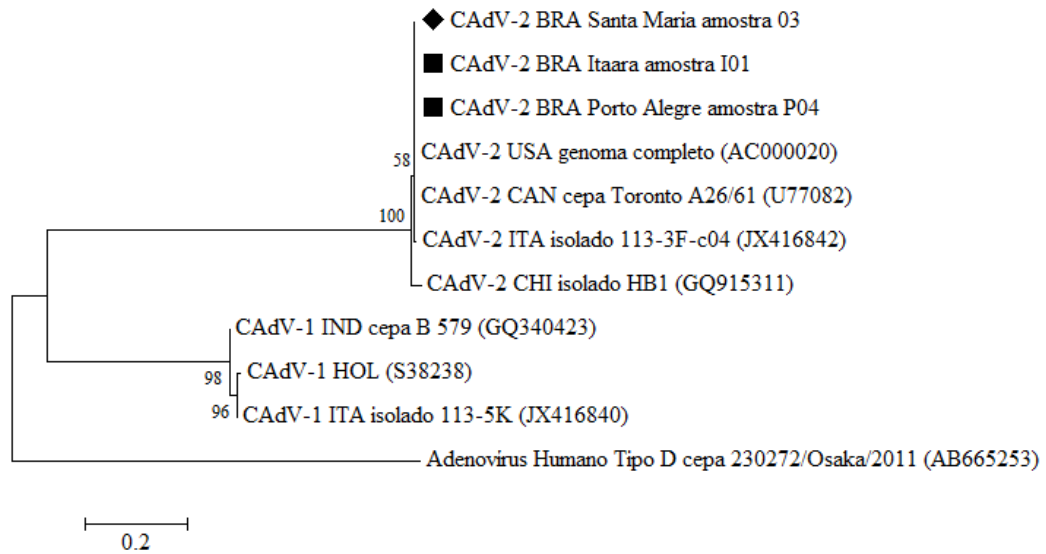 CAdV-2 BRA Santa Maria amostra 03
CAdV-2 BRA Itaara amostra I01
CAdV-2 BRA Porto Alegre amostra P04
58
CAdV-2 USA genoma completo (AC000020)
CAdV-2 CAN cepa Toronto A26/61 (U77082)
100
CAdV-2 ITA isolado 113-3F-c04 (JX416842)
CAdV-2 CHI isolado HB1 (GQ915311)
CAdV-1 IND cepa B 579 (GQ340423)
98
CAdV-1 HOL (S38238)
96
CAdV-1 ITA isolado 113-5K (JX416840)
Adenovirus Humano Tipo D cepa 230272/Osaka/2011 (AB665253)
0.2